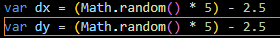 var dx = (Math.random() * 5) - 2.5
var dy = (Math.random() * 5) - 2.5